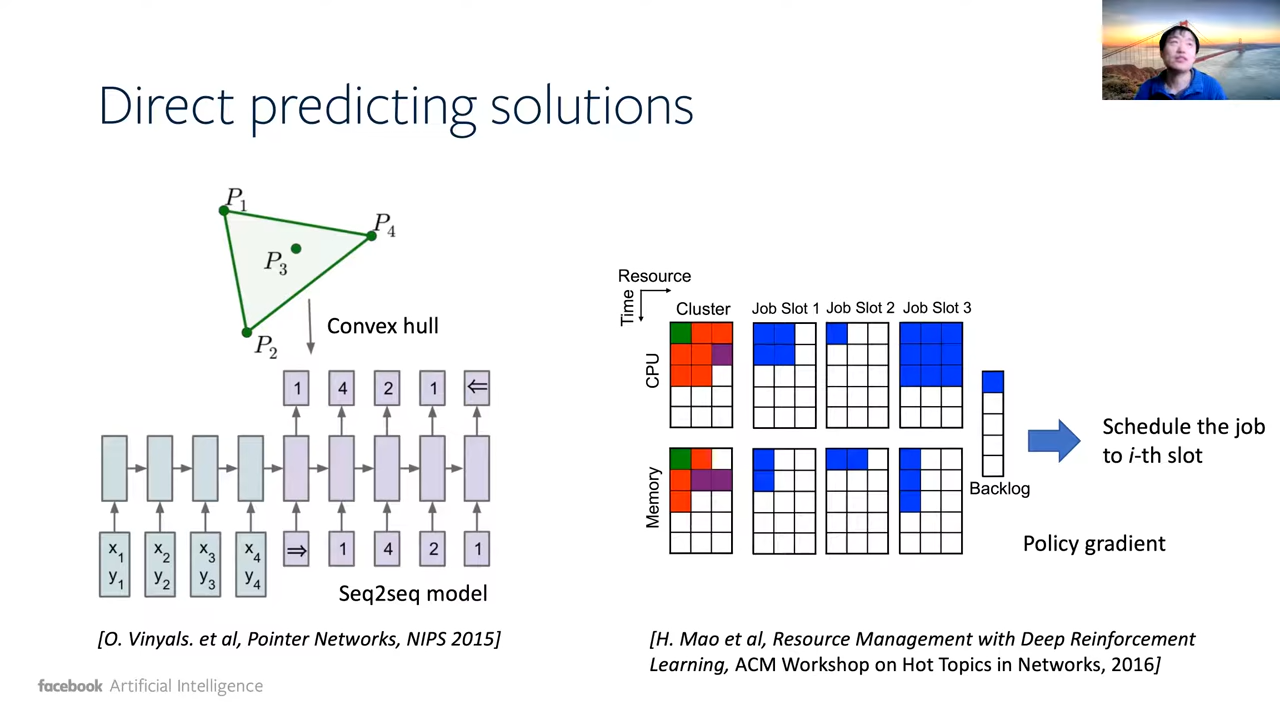 Direct predicting solutions
P1
P4
P3
P2
Convex hull
1 4 2 1 ⇐
x1 x2 x3 x4 ⇒ 1 4 2 1
y1 y2 y3 y4
Seq2seq model
[O. Vinyals. et al, Pointer Networks, NIPS 2015]
Resource
Time
Cluster Job Slot 1 Job Slot 2 Job Slot 3
CPU
Memory
Backlog
Schedule the job
to i-th slot
Policy gradient
[H. Mao et al, Resource Management with Deep Reinforcement
Learning, ACM Workshop on Hot Topics in Networks, 2016]
facebook Artificial Intelligence